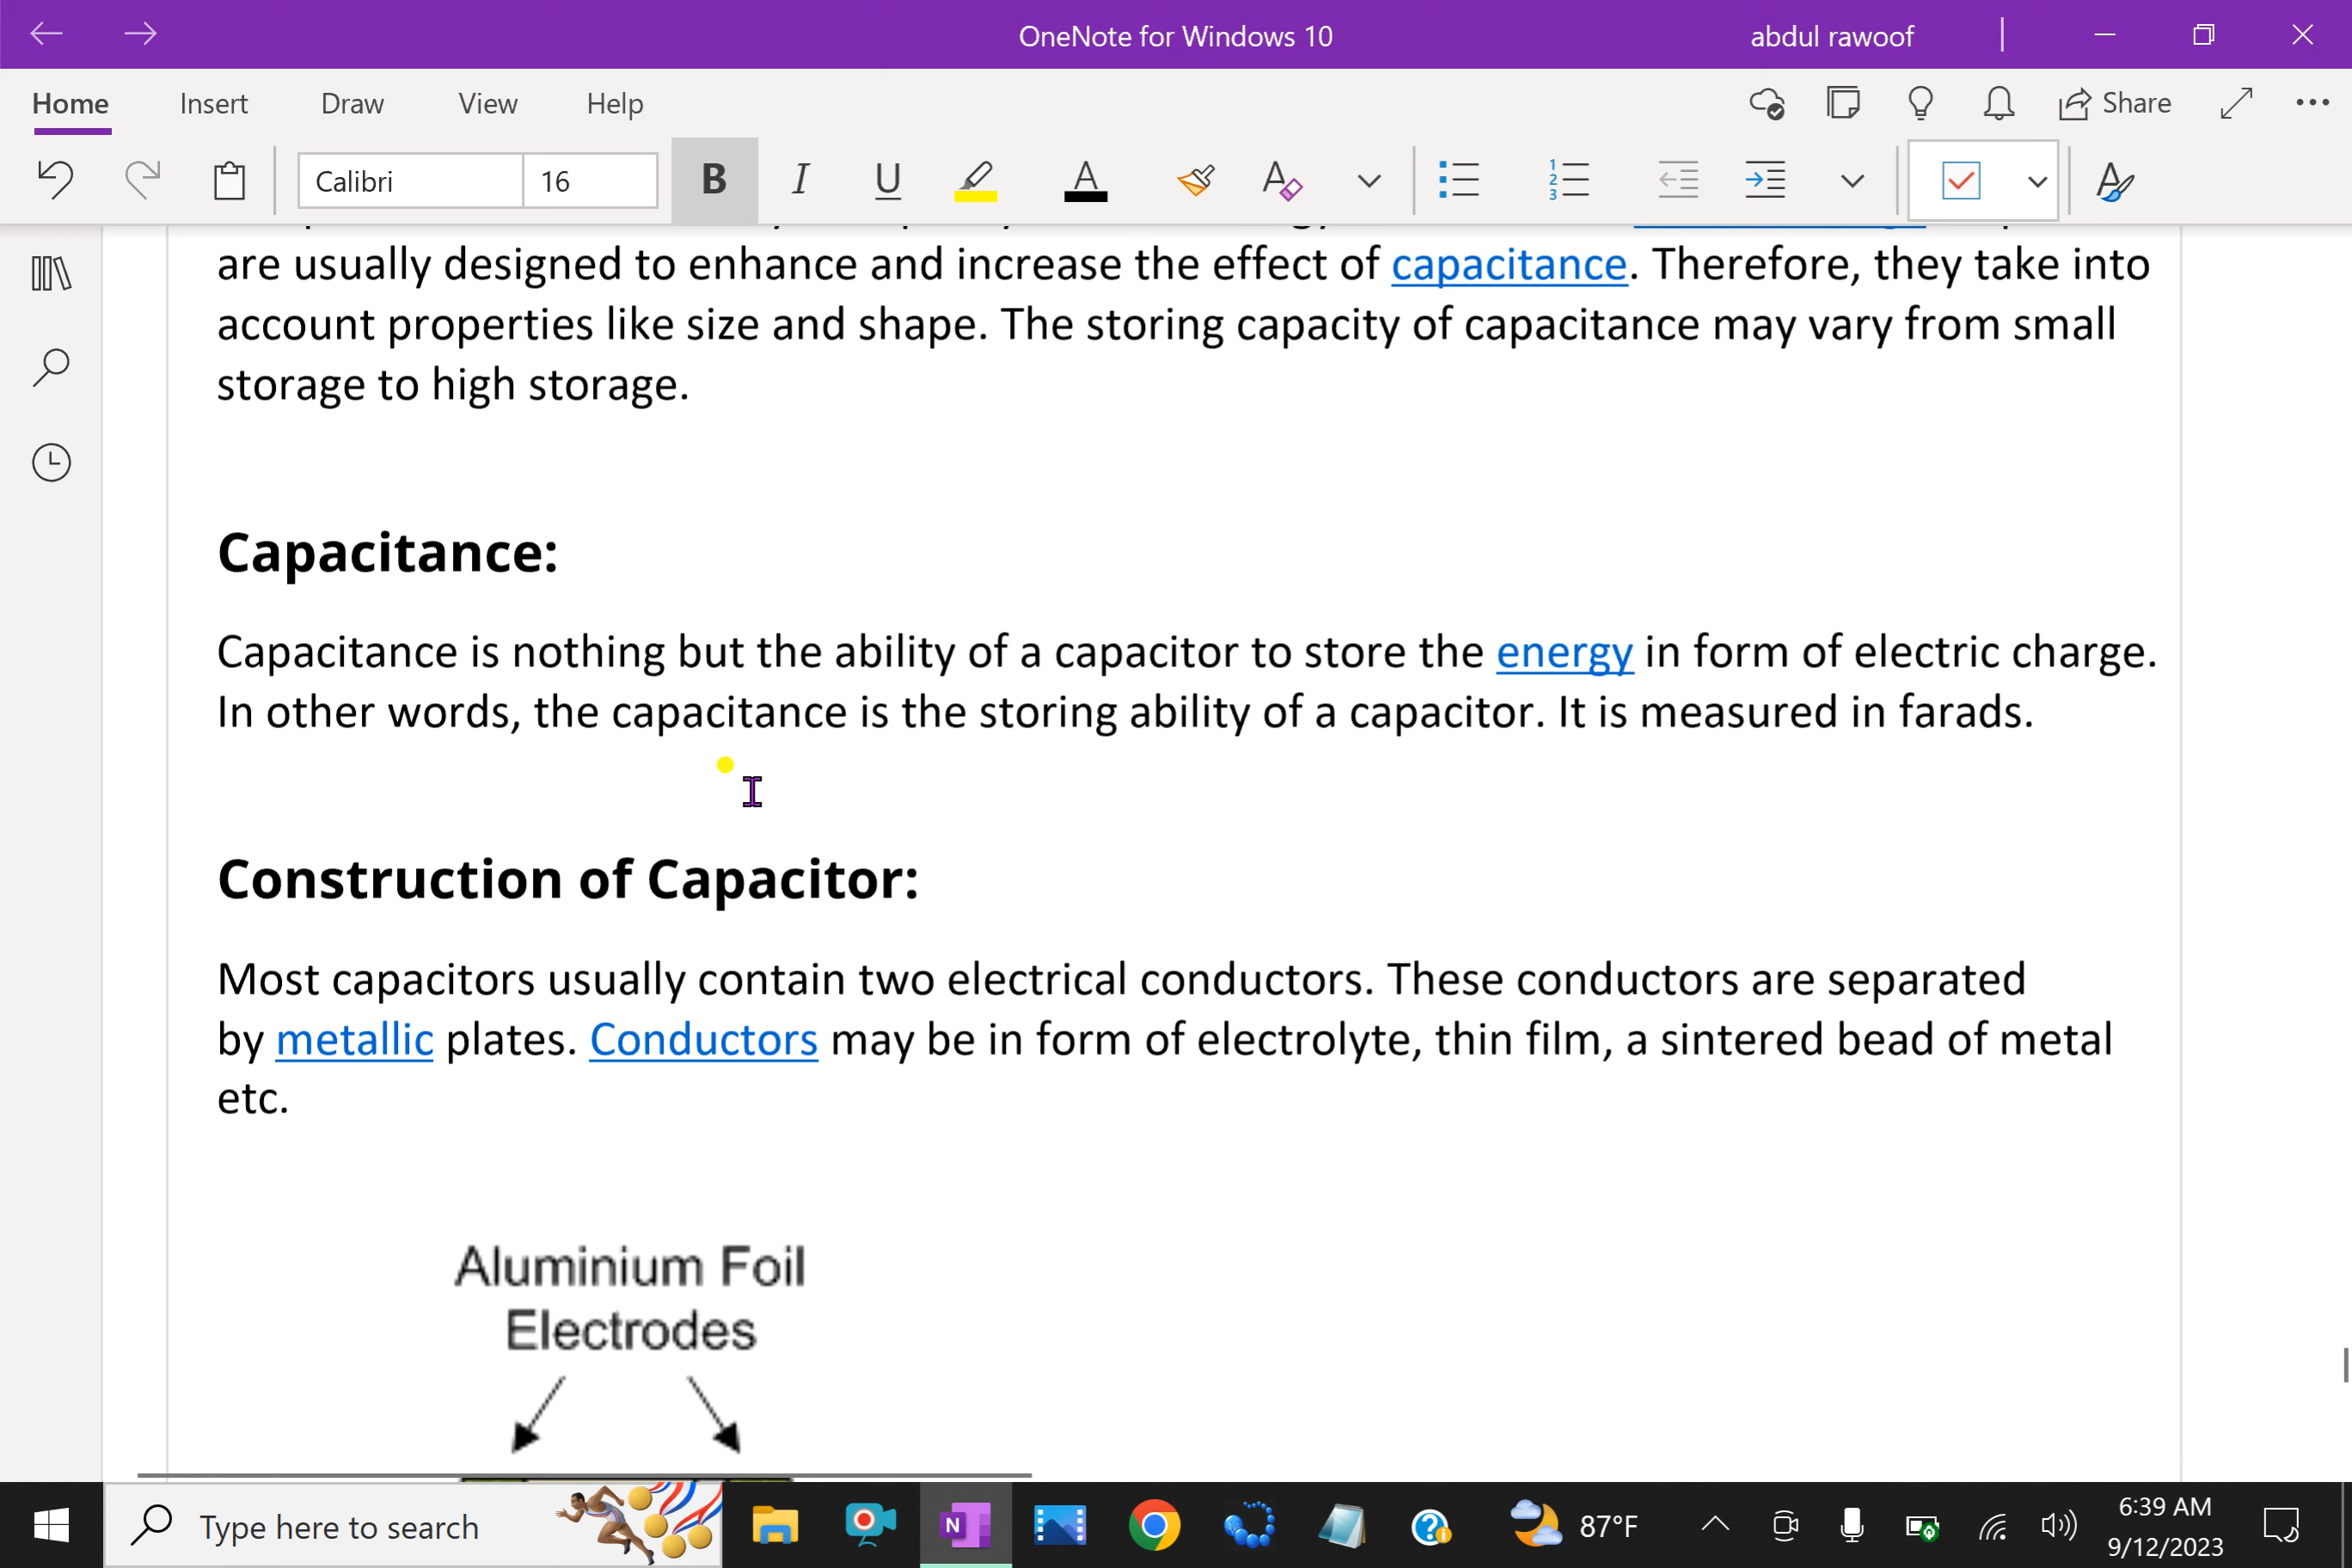 OneNote for Windows 10
abdul rawoof
Home Insert Draw View Help
Share
Calibri 16 B I U A A
are usually designed to enhance and increase the effect of capacitance. Therefore, they take into
account properties like size and shape. The storing capacity of capacitance may vary from small
storage to high storage.
Capacitance:
Capacitance is nothing but the ability of a capacitor to store the energy in form of electric charge.
In other words, the capacitance is the storing ability of a capacitor. It is measured in farads.
Construction of Capacitor:
Most capacitors usually contain two electrical conductors. These conductors are separated
by metallic plates. Conductors may be in form of electrolyte, thin film, a sintered bead of metal
etc.
Aluminium Foil
Electrodes
Type here to search
87°F
6:39 AM
9/12/2023